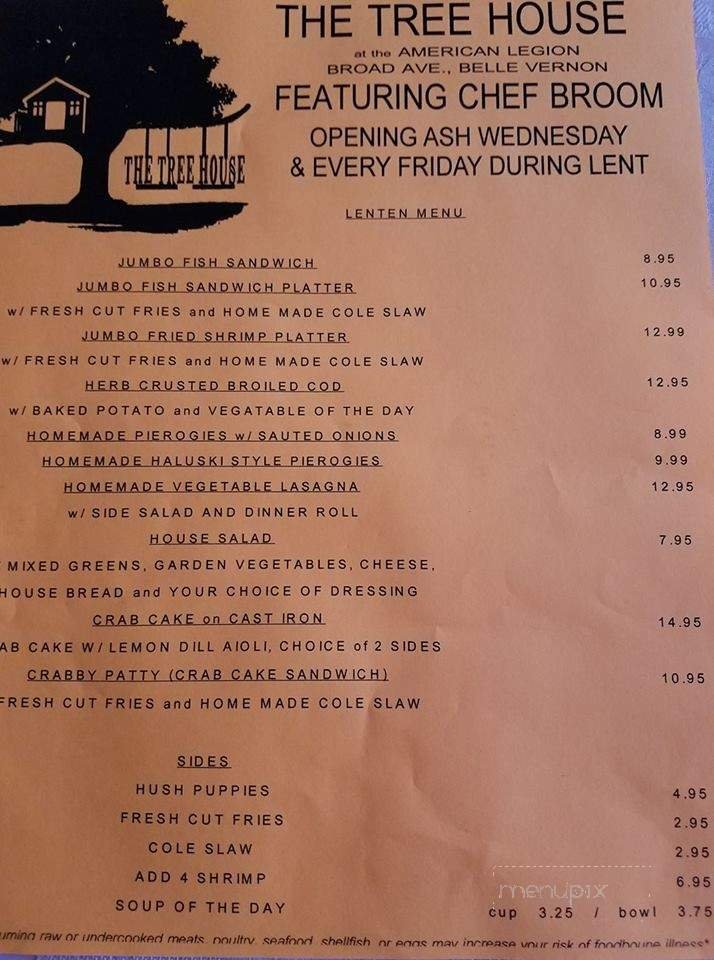 THE TREE HOUSE
at the AMERICAN LEGION
BROAD AVE., BELLE VERNON
FEATURING CHEF BROOM
OPENING ASH WEDNESDAY
& EVERY FRIDAY DURING LENT
THE TREE HOUSE
LENTEN MENU
JUMBO FISH SANDWICH 8.95
JUMBO FISH SANDWICH PLATTER 10.95
w/ FRESH CUT FRIES and HOME MADE COLE SLAW
JUMBO FRIED SHRIMP PLATTER 12.99
w/ FRESH CUT FRIES and HOME MADE COLE SLAW
HERB CRUSTED BROILED COD 12.95
w/ BAKED POTATO and VEGATABLE OF THE DAY
HOMEMADE PIEROGIES w/ SAUTED ONIONS 8.99
HOMEMADE HALUSKI STYLE PIEROGIES 9.99
HOMEMADE VEGETABLE LASAGNA 12.95
w/ SIDE SALAD AND DINNER ROLL
HOUSE SALAD 7.95
MIXED GREENS, GARDEN VEGETABLES, CHEESE,
HOUSE BREAD and YOUR CHOICE OF DRESSING
CRAB CAKE on CAST IRON 14.95
AB CAKE W/ LEMON DILL AIOLI, CHOICE of 2 SIDES
CRABBY PATTY (CRAB CAKE SANDWICH) 10.95
FRESH CUT FRIES and HOME MADE COLE SLAW
SIDES
HUSH PUPPIES 4.95
FRESH CUT FRIES 2.95
COLE SLAW 2.95
ADD 4 SHRIMP 6.95
menupix
SOUP OF THE DAY cup 3.25 / bowl 3.75
uming raw or undercooked meats, poultry, seafood, shellfish, or eggs may increase your risk of foodboune illness*